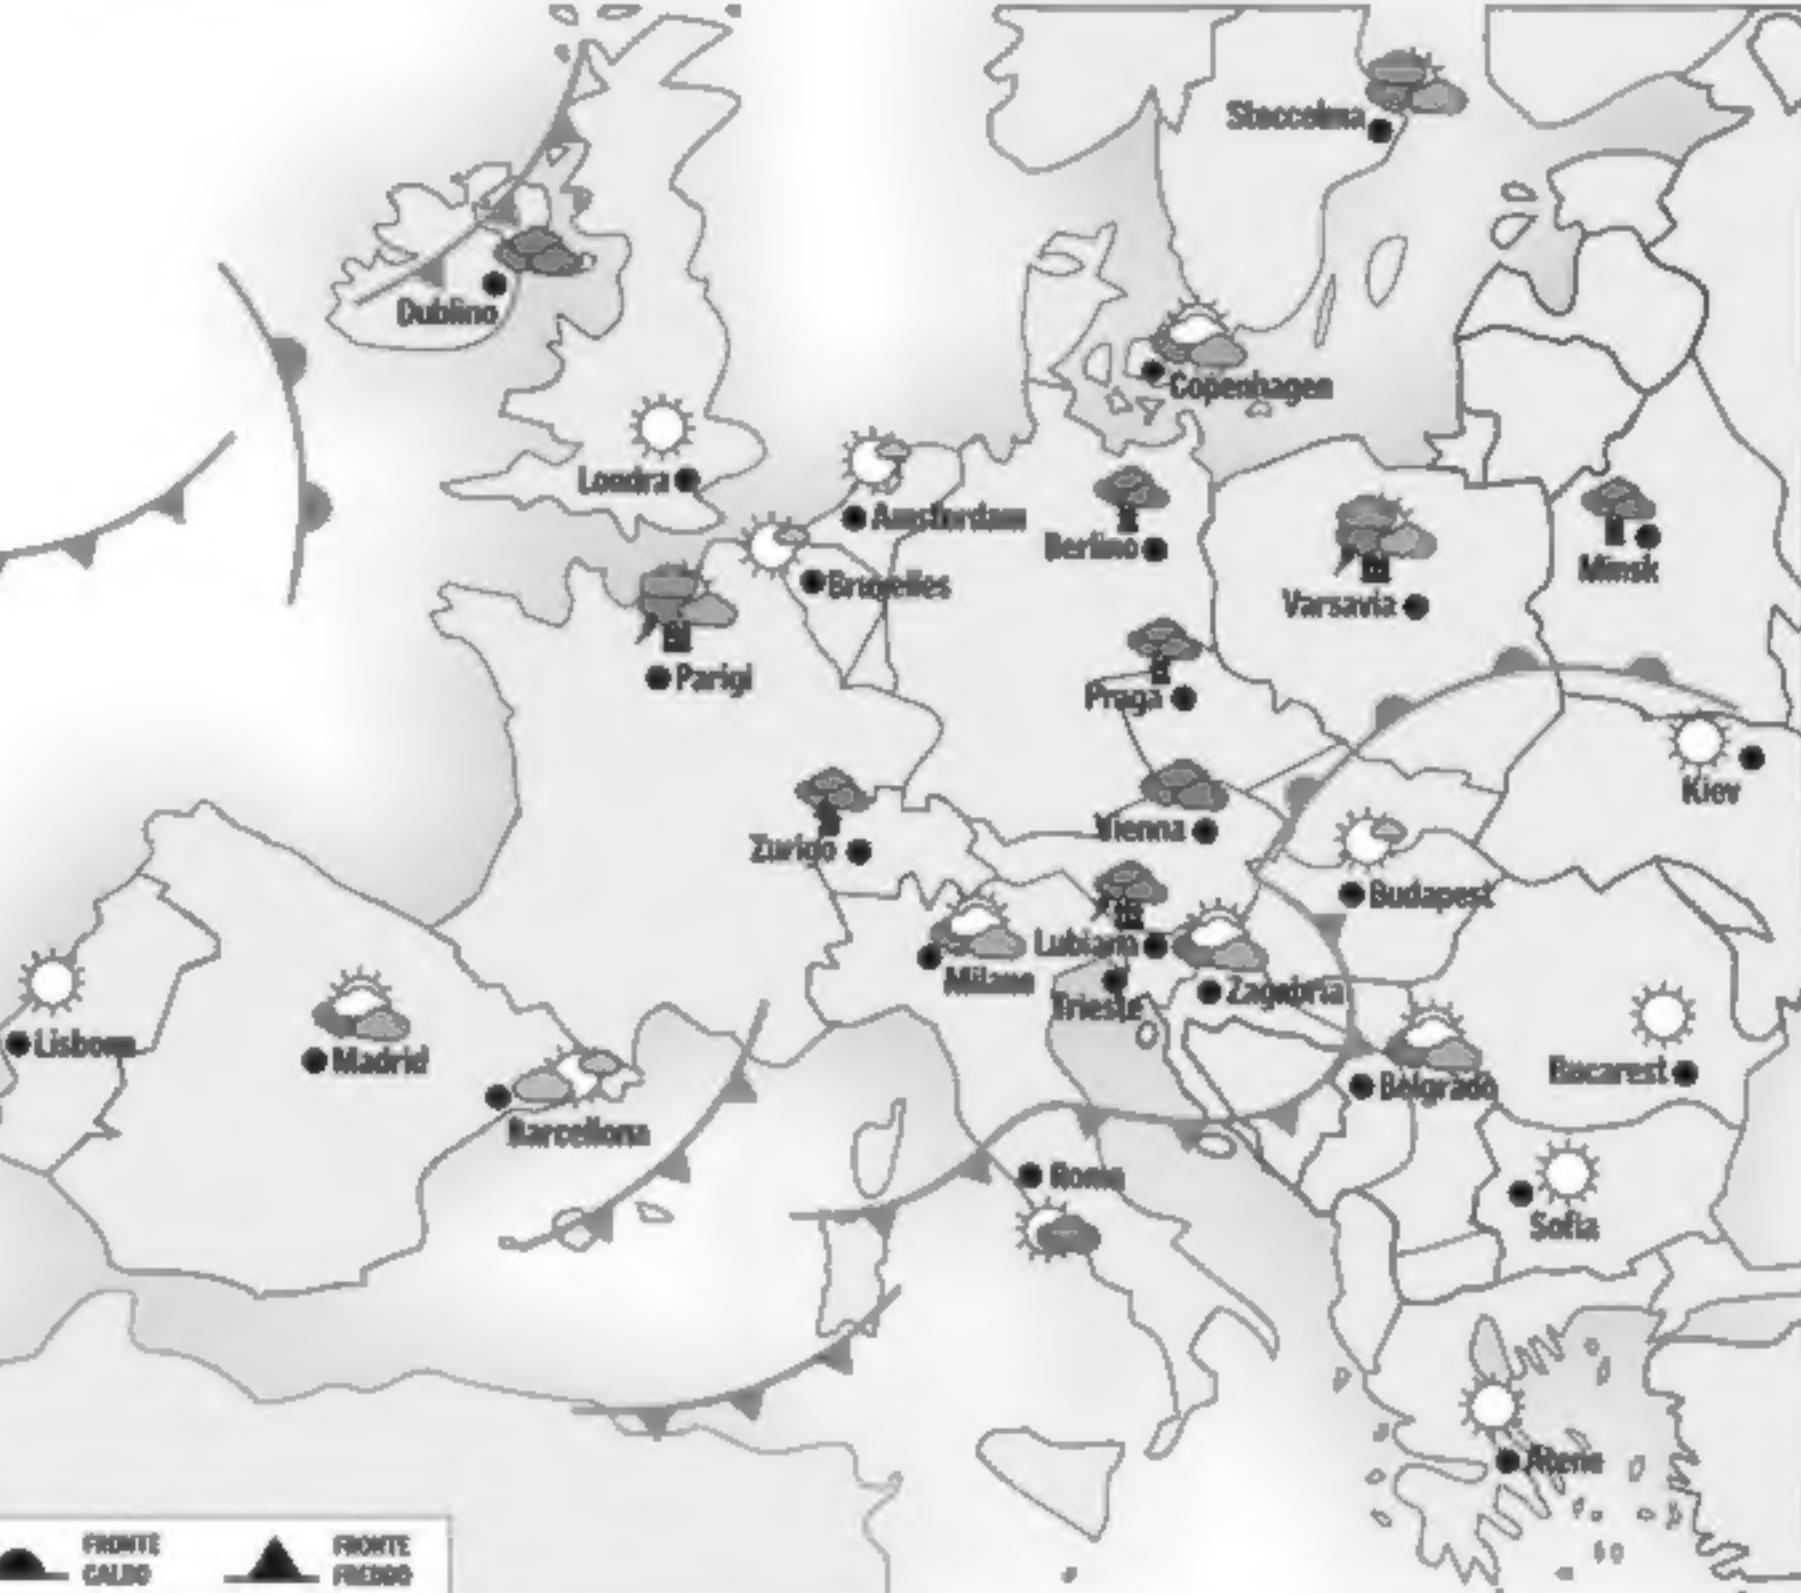 Stoccolma
Dublino
Copenhagen
Londra
Amsterdam
Berlino
Bruxelles
Minsk
Varsavia
Parigi
Praga
Kiev
Vienna
Zurigo
Budapest
Lubiana
Milano
Zagabria
Trieste
Lisbona
Madrid
Bucarest
Belgrado
Barcellona
Roma
Sofia
Atene
FRONTE
CALDO
FRONTE
FREDDO